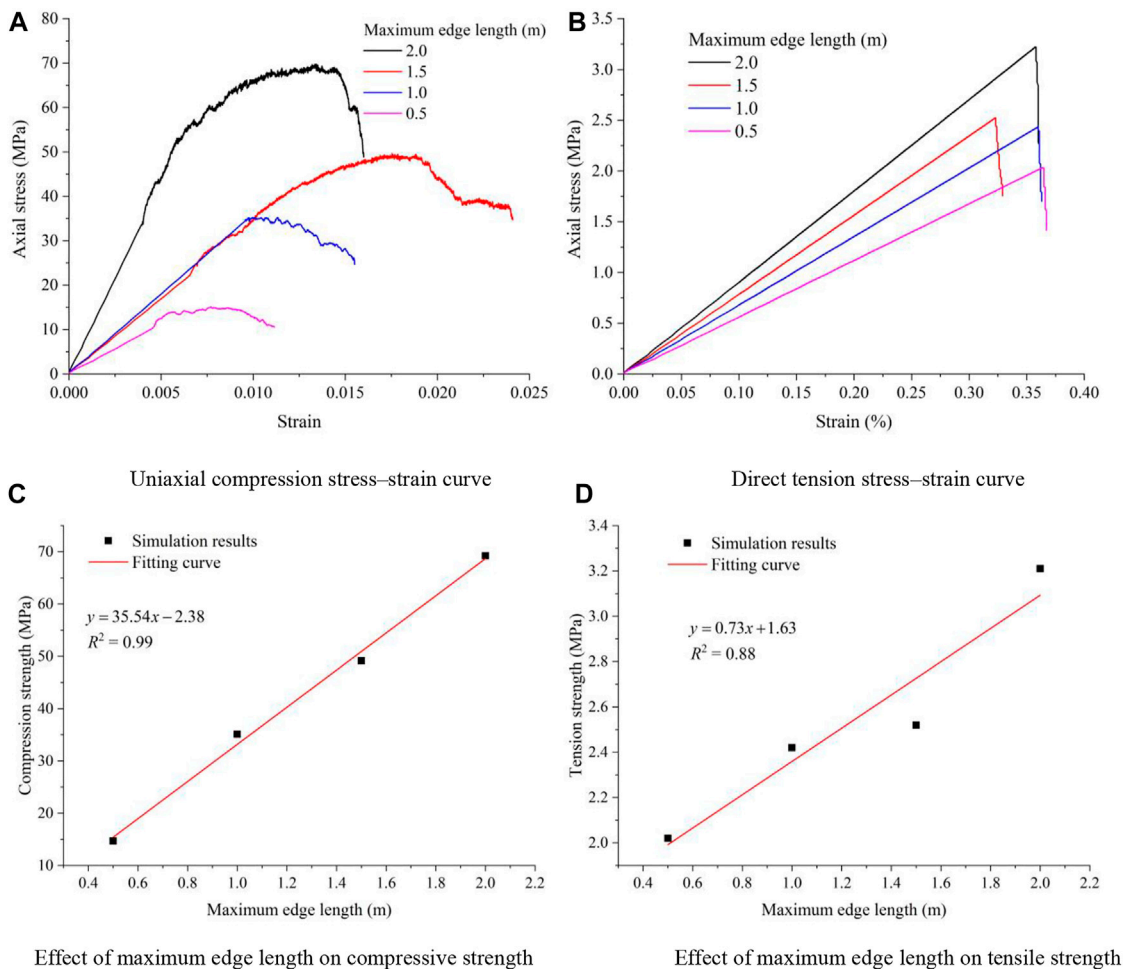 A
80
70
60
50
40
30
20
10
0
Axial stress (MPa)
Maximum edge length (m)
2.0
1.5
1.0
0.5
0.000
0.005
0.010
0.015
0.020
0.025
Strain
Uniaxial compression stress–strain curve
B
3.5
3.0
2.5
2.0
1.5
1.0
0.5
0.0
Axial stress (MPa)
Maximum edge length (m)
2.0
1.5
1.0
0.5
0.00
0.05
0.10
0.15
0.20
0.25
0.30
0.35
0.40
Strain (%)
Direct tension stress–strain curve
C
70
60
50
40
30
20
10
Compression strength (MPa)
Simulation results
Fitting curve
y = 35.54x − 2.38
R² = 0.99
0.4
0.6
0.8
1.0
1.2
1.4
1.6
1.8
2.0
2.2
Maximum edge length (m)
Effect of maximum edge length on compressive strength
D
3.4
3.2
3.0
2.8
2.6
2.4
2.2
2.0
Tension strength (MPa)
Simulation results
Fitting curve
y = 0.73x+1.63
R² = 0.88
0.4
0.6
0.8
1.0
1.2
1.4
1.6
1.8
2.0
2.2
Maximum edge length (m)
Effect of maximum edge length on tensile strength